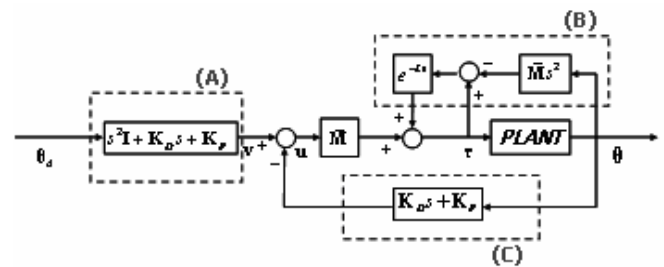 (B)
(A)
e^{-Ls}
M̄s²
s²I+K_D s+K_P
v
u
M̄
τ
PLANT
θ_d
θ
K_D s+K_P
(C)
+
−
+
+
+
−